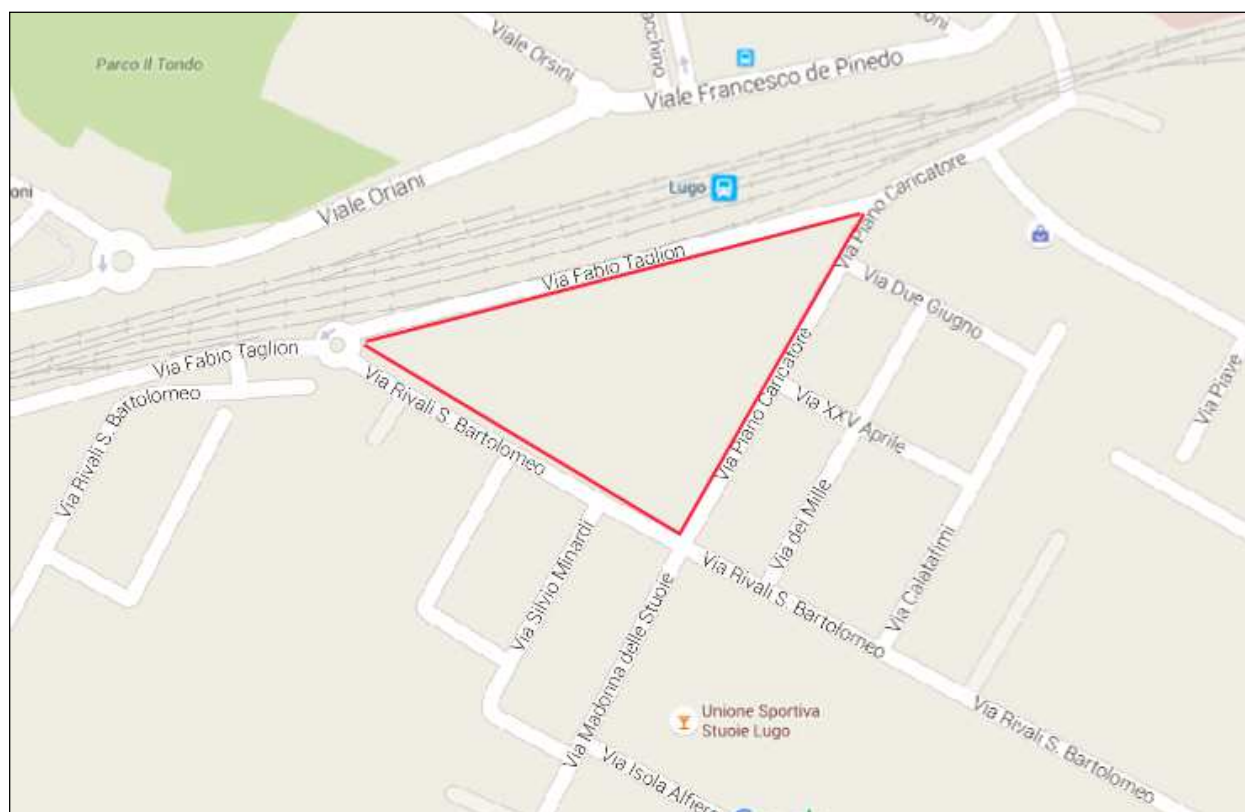 Parco Il Tondo
Viale Orsini
Viale Francesco de Pinedo
Viale Oriani
Lugo
Via Piano Caricatore
Via Fabio Taglion
Via Due Giugno
Via Fabio Taglion
Via Rivali S. Bartolomeo
Via Rivali S. Bartolomeo
Via Piano Caricatore
Via XXV Aprile
Via Piave
Via dei Mille
Via Silvio Minardi
Via Calatafimi
Via Rivali S. Bartolomeo
Via Madonna delle Stuoie
Unione Sportiva
Stuoie Lugo
Via Rivali S. Bartolomeo
Via Isola Alfiero